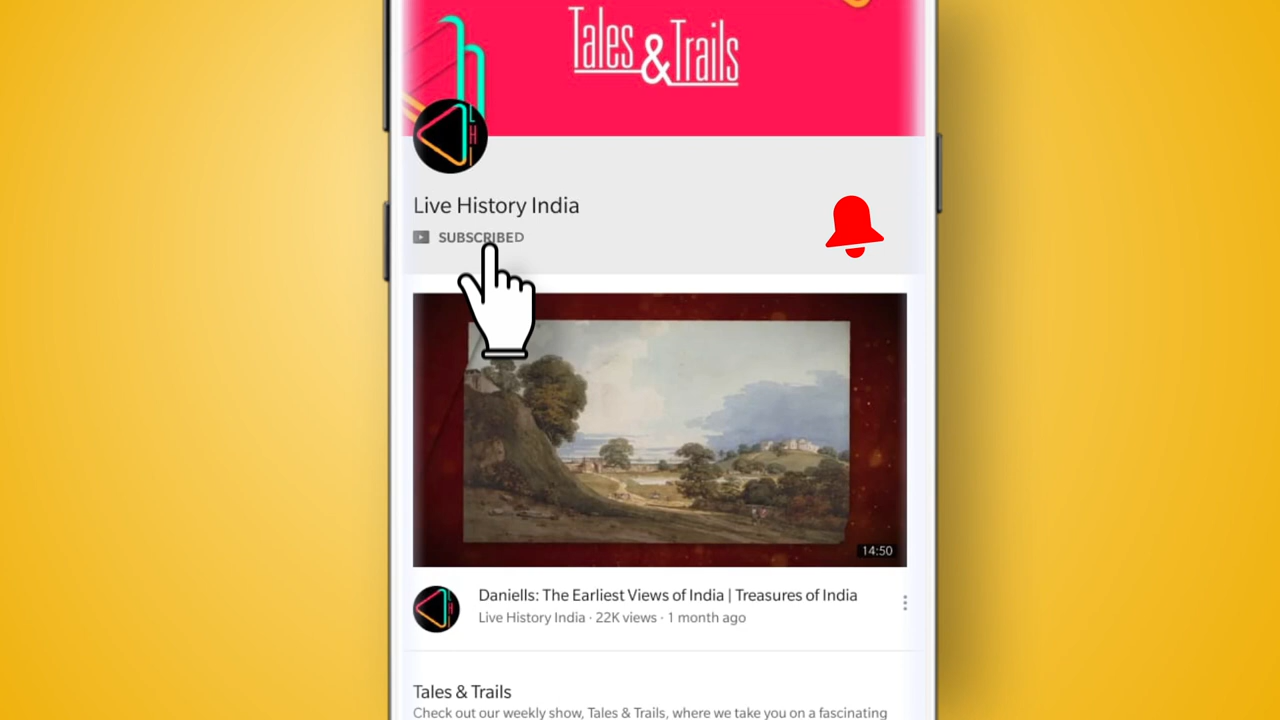 Tales & Trails
LHI
Live History India
SUBSCRIBED
14:50
Daniells: The Earliest Views of India | Treasures of India
Live History India · 22K views · 1 month ago
Tales & Trails
Check out our weekly show, Tales & Trails, where we take you on a fascinating